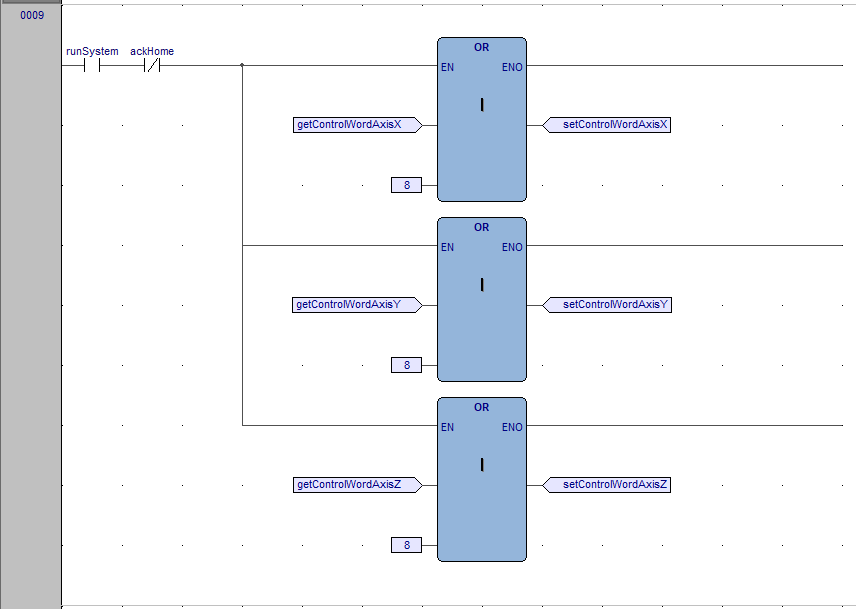 0009
runSystem ackHome
OR
EN ENO
getControlWordAxisX setControlWordAxisX
8
OR
EN ENO
getControlWordAxisY setControlWordAxisY
8
OR
EN ENO
getControlWordAxisZ setControlWordAxisZ
8